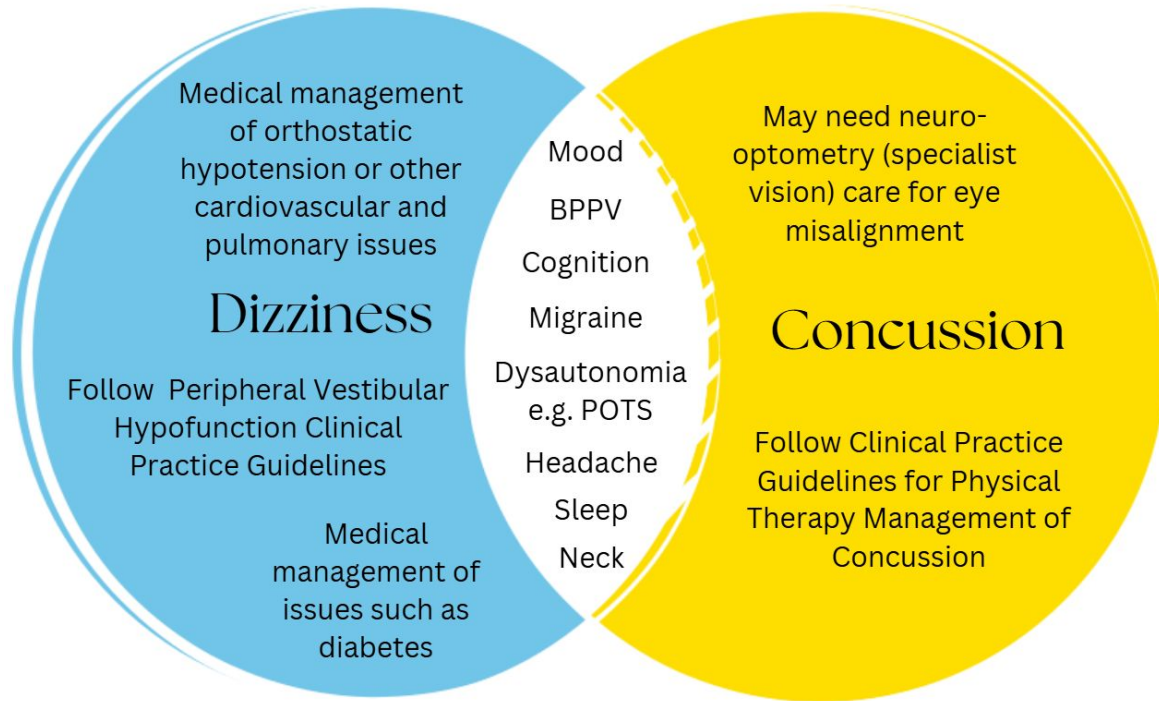 Medical management
of orthostatic
hypotension or other
cardiovascular and
pulmonary issues
Dizziness
Follow Peripheral Vestibular
Hypofunction Clinical
Practice Guidelines
Medical
management of
issues such as
diabetes
Mood
BPPV
Cognition
Migraine
Dysautonomia
e.g. POTS
Headache
Sleep
Neck
May need neuro-
optometry (specialist
vision) care for eye
misalignment
Concussion
Follow Clinical Practice
Guidelines for Physical
Therapy Management of
Concussion